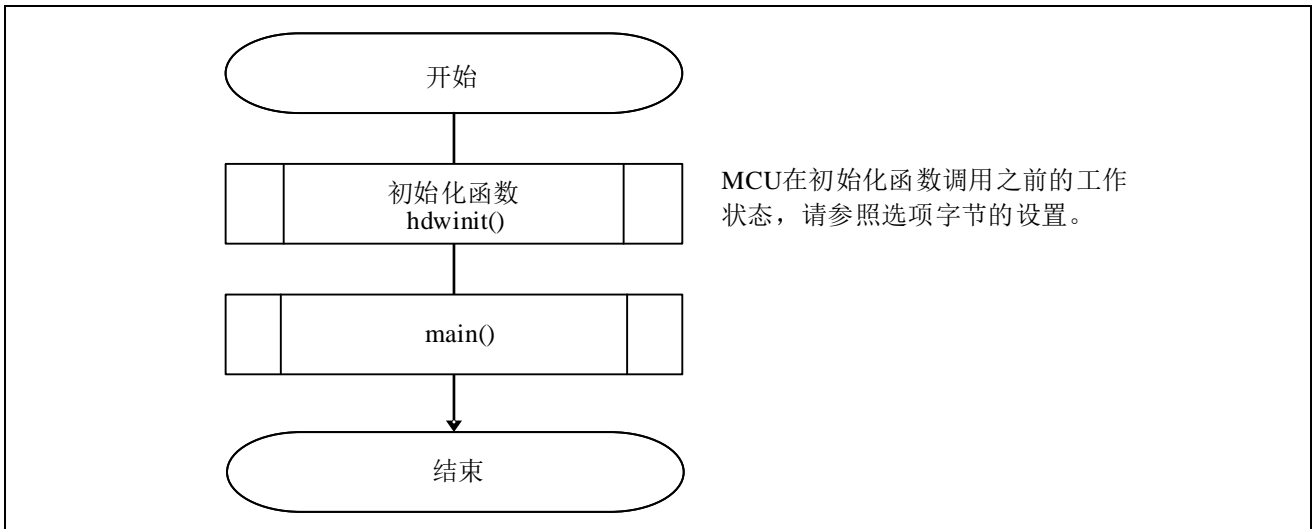 开始
初始化函数
hdwinit()
MCU在初始化函数调用之前的工作
状态，请参照选项字节的设置。
main()
结束